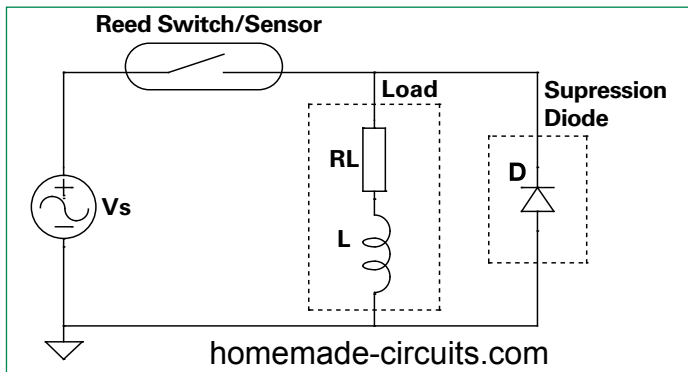 Reed Switch/Sensor
Load
Supression
Diode
RL
D
Vs
L
homemade-circuits.com